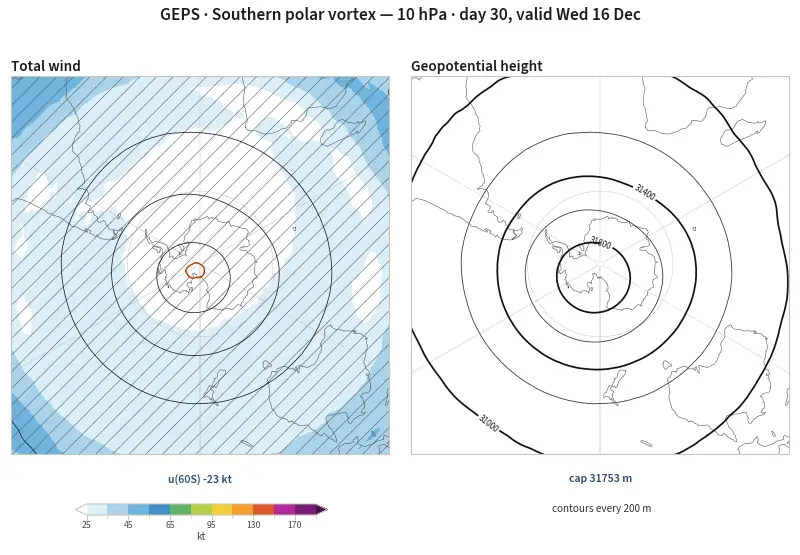 GEPS · Southern polar vortex — 10 hPa · day 30, valid Wed 16 Dec
Total wind
Geopotential height
31400
31800
31000
u(60S) -23 kt
cap 31753 m
25 45 65 95 130 170
kt
contours every 200 m